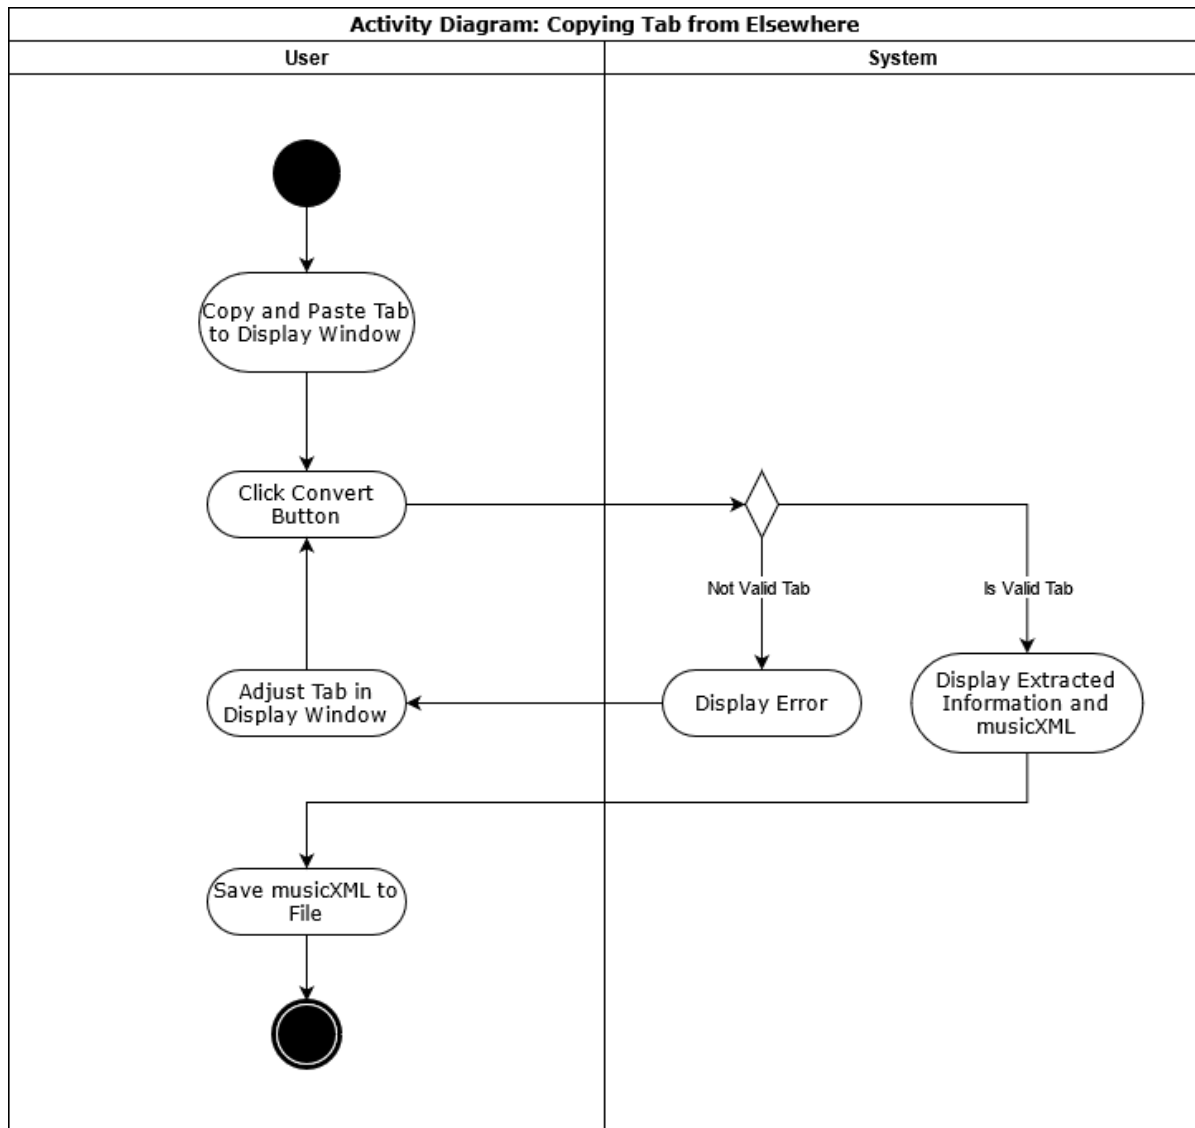 Activity Diagram: Copying Tab from Elsewhere
User
System
Copy and Paste Tab
to Display Window
Click Convert
Button
Not Valid Tab
Is Valid Tab
Adjust Tab in
Display Window
Display Error
Display Extracted
Information and
musicXML
Save musicXML to
File